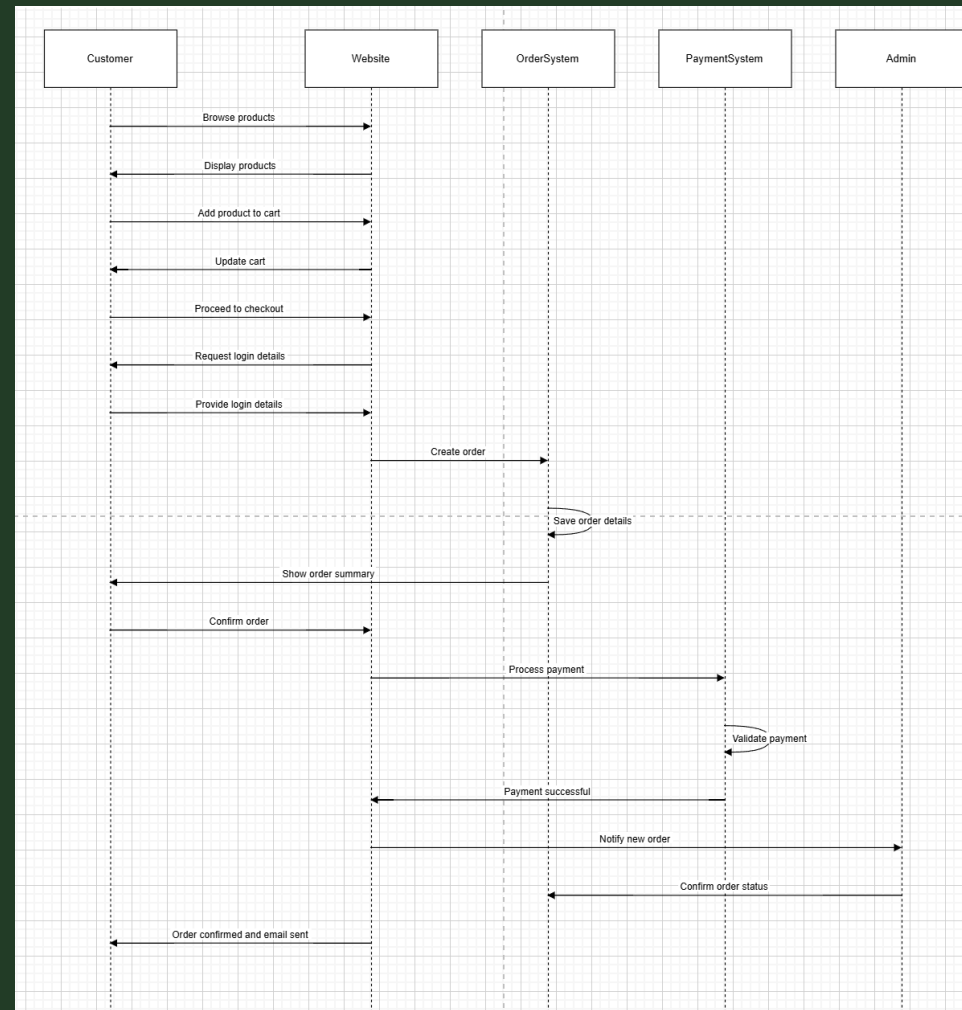 Customer
Website
OrderSystem
PaymentSystem
Admin
Browse products
Display products
Add product to cart
Update cart
Proceed to checkout
Request login details
Provide login details
Create order
Save order details
Show order summary
Confirm order
Process payment
Validate payment
Payment successful
Notify new order
Confirm order status
Order confirmed and email sent